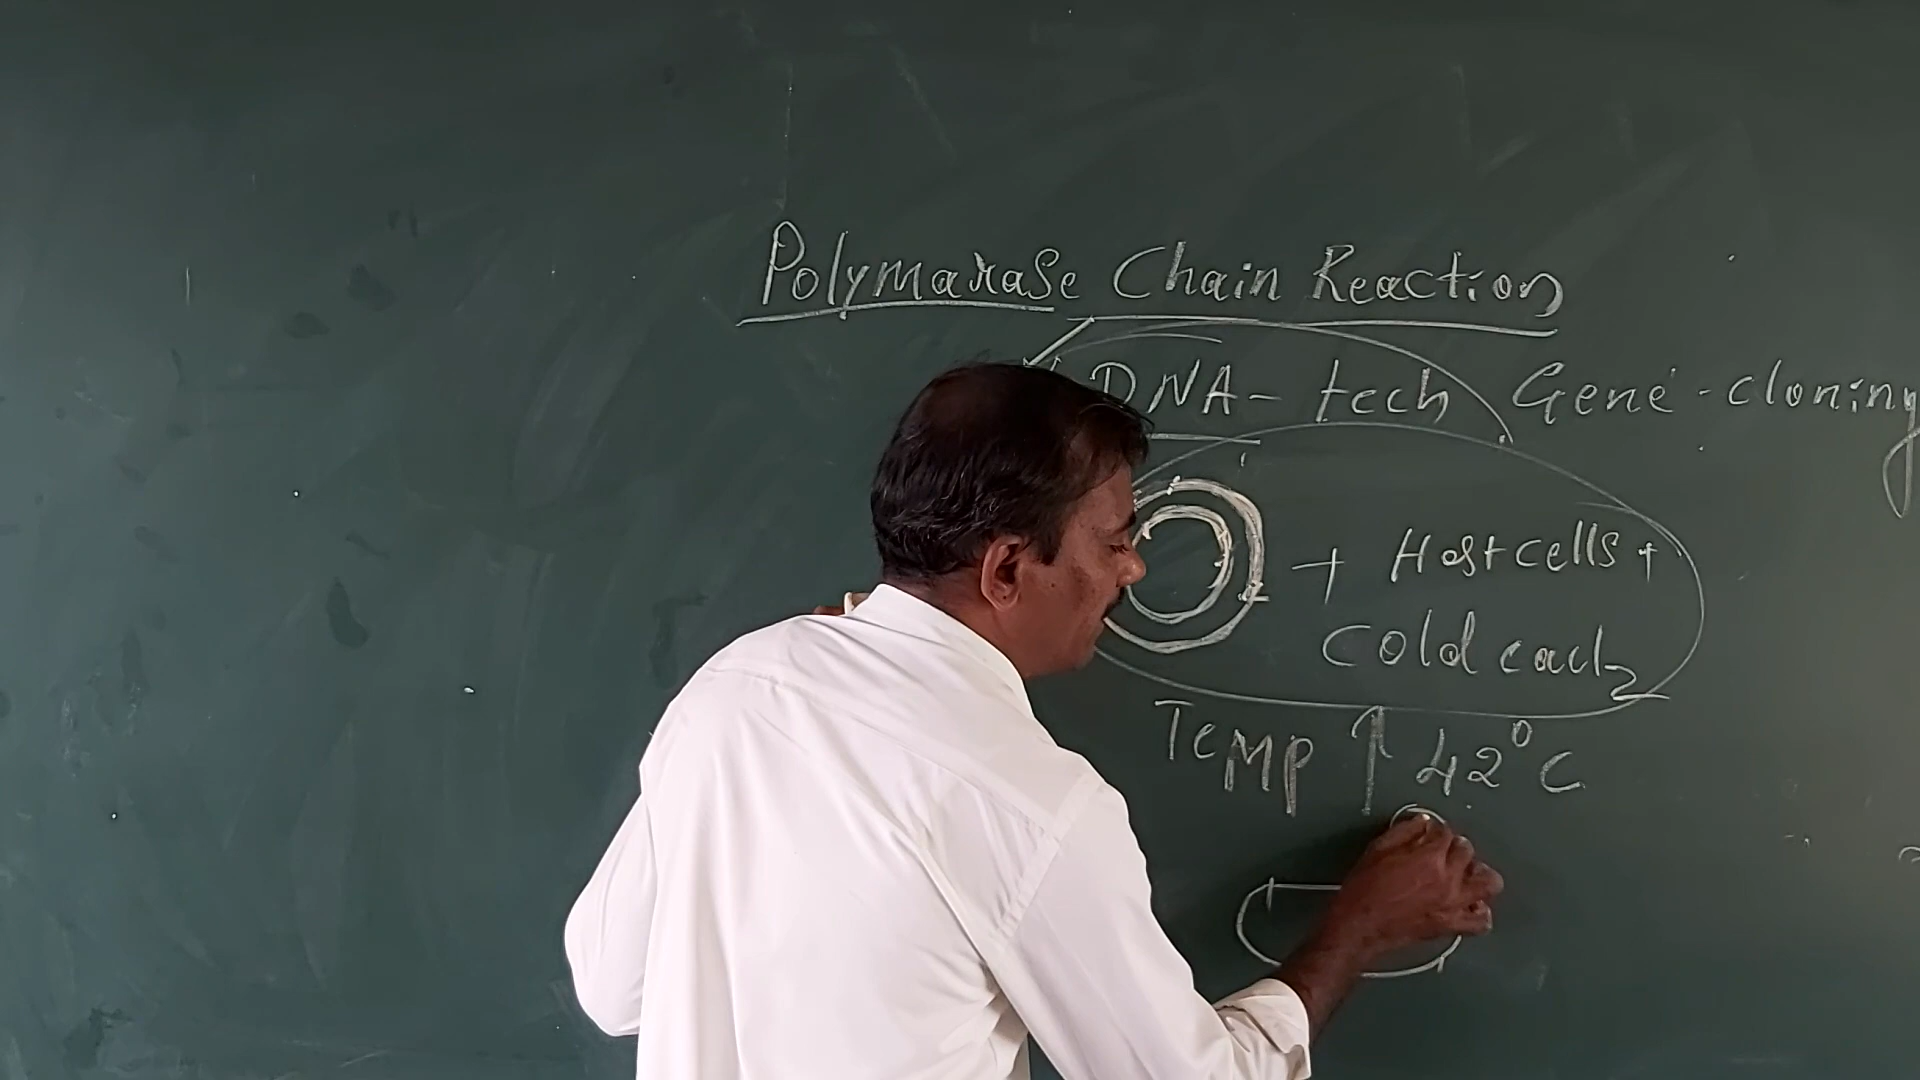 Polymarase Chain Reaction
DNA - tech Gene - cloning
+ Host cells +
Cold cacl2
Temp ↑ 42°C